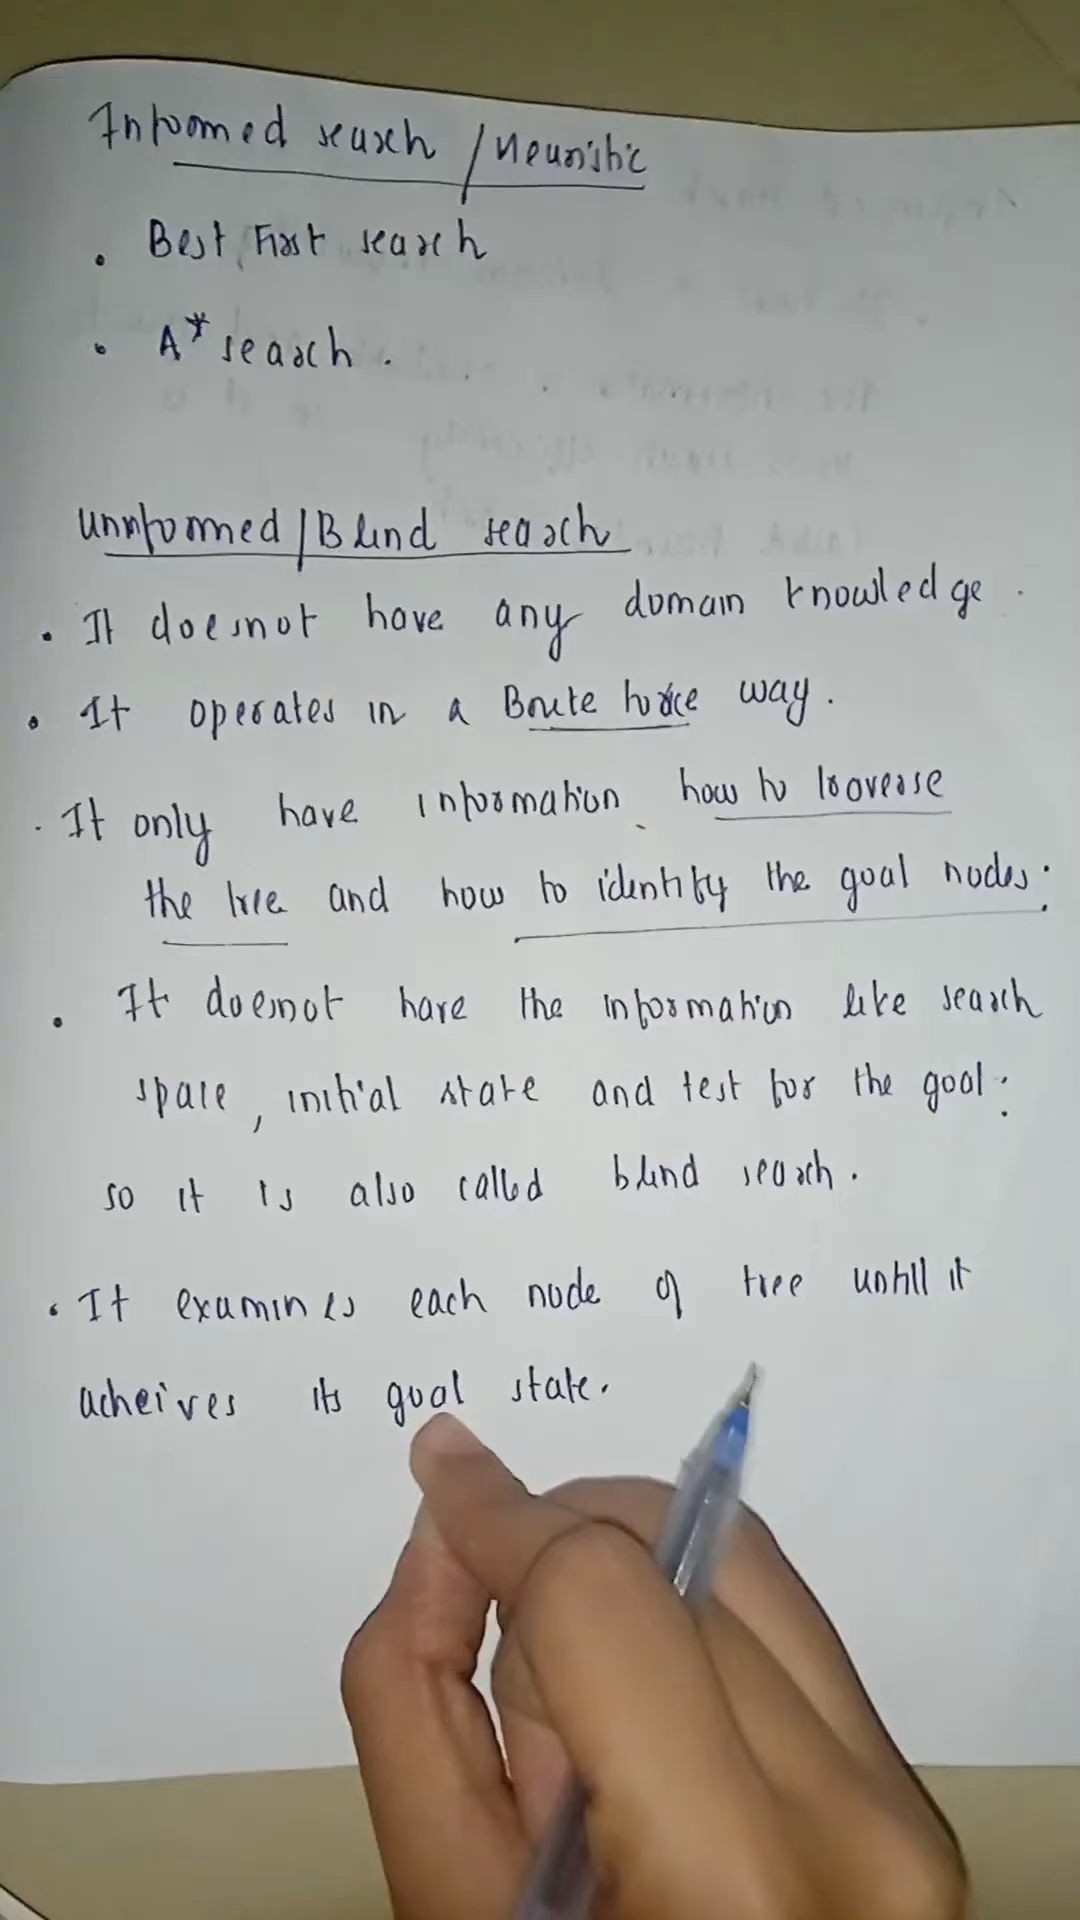 Informed search / Heuristic
• Best First search
• A* search.
Uninformed/Blind search
• It doesnot have any domain knowledge.
• It operates in a Brute force way.
• It only have information how to traverse
the tree and how to identify the goal nodes.
• It doesnot have the information like search
space, initial state and test for the goal.
so it is also called blind search.
• It examines each node of tree untill it
acheives its goal state.